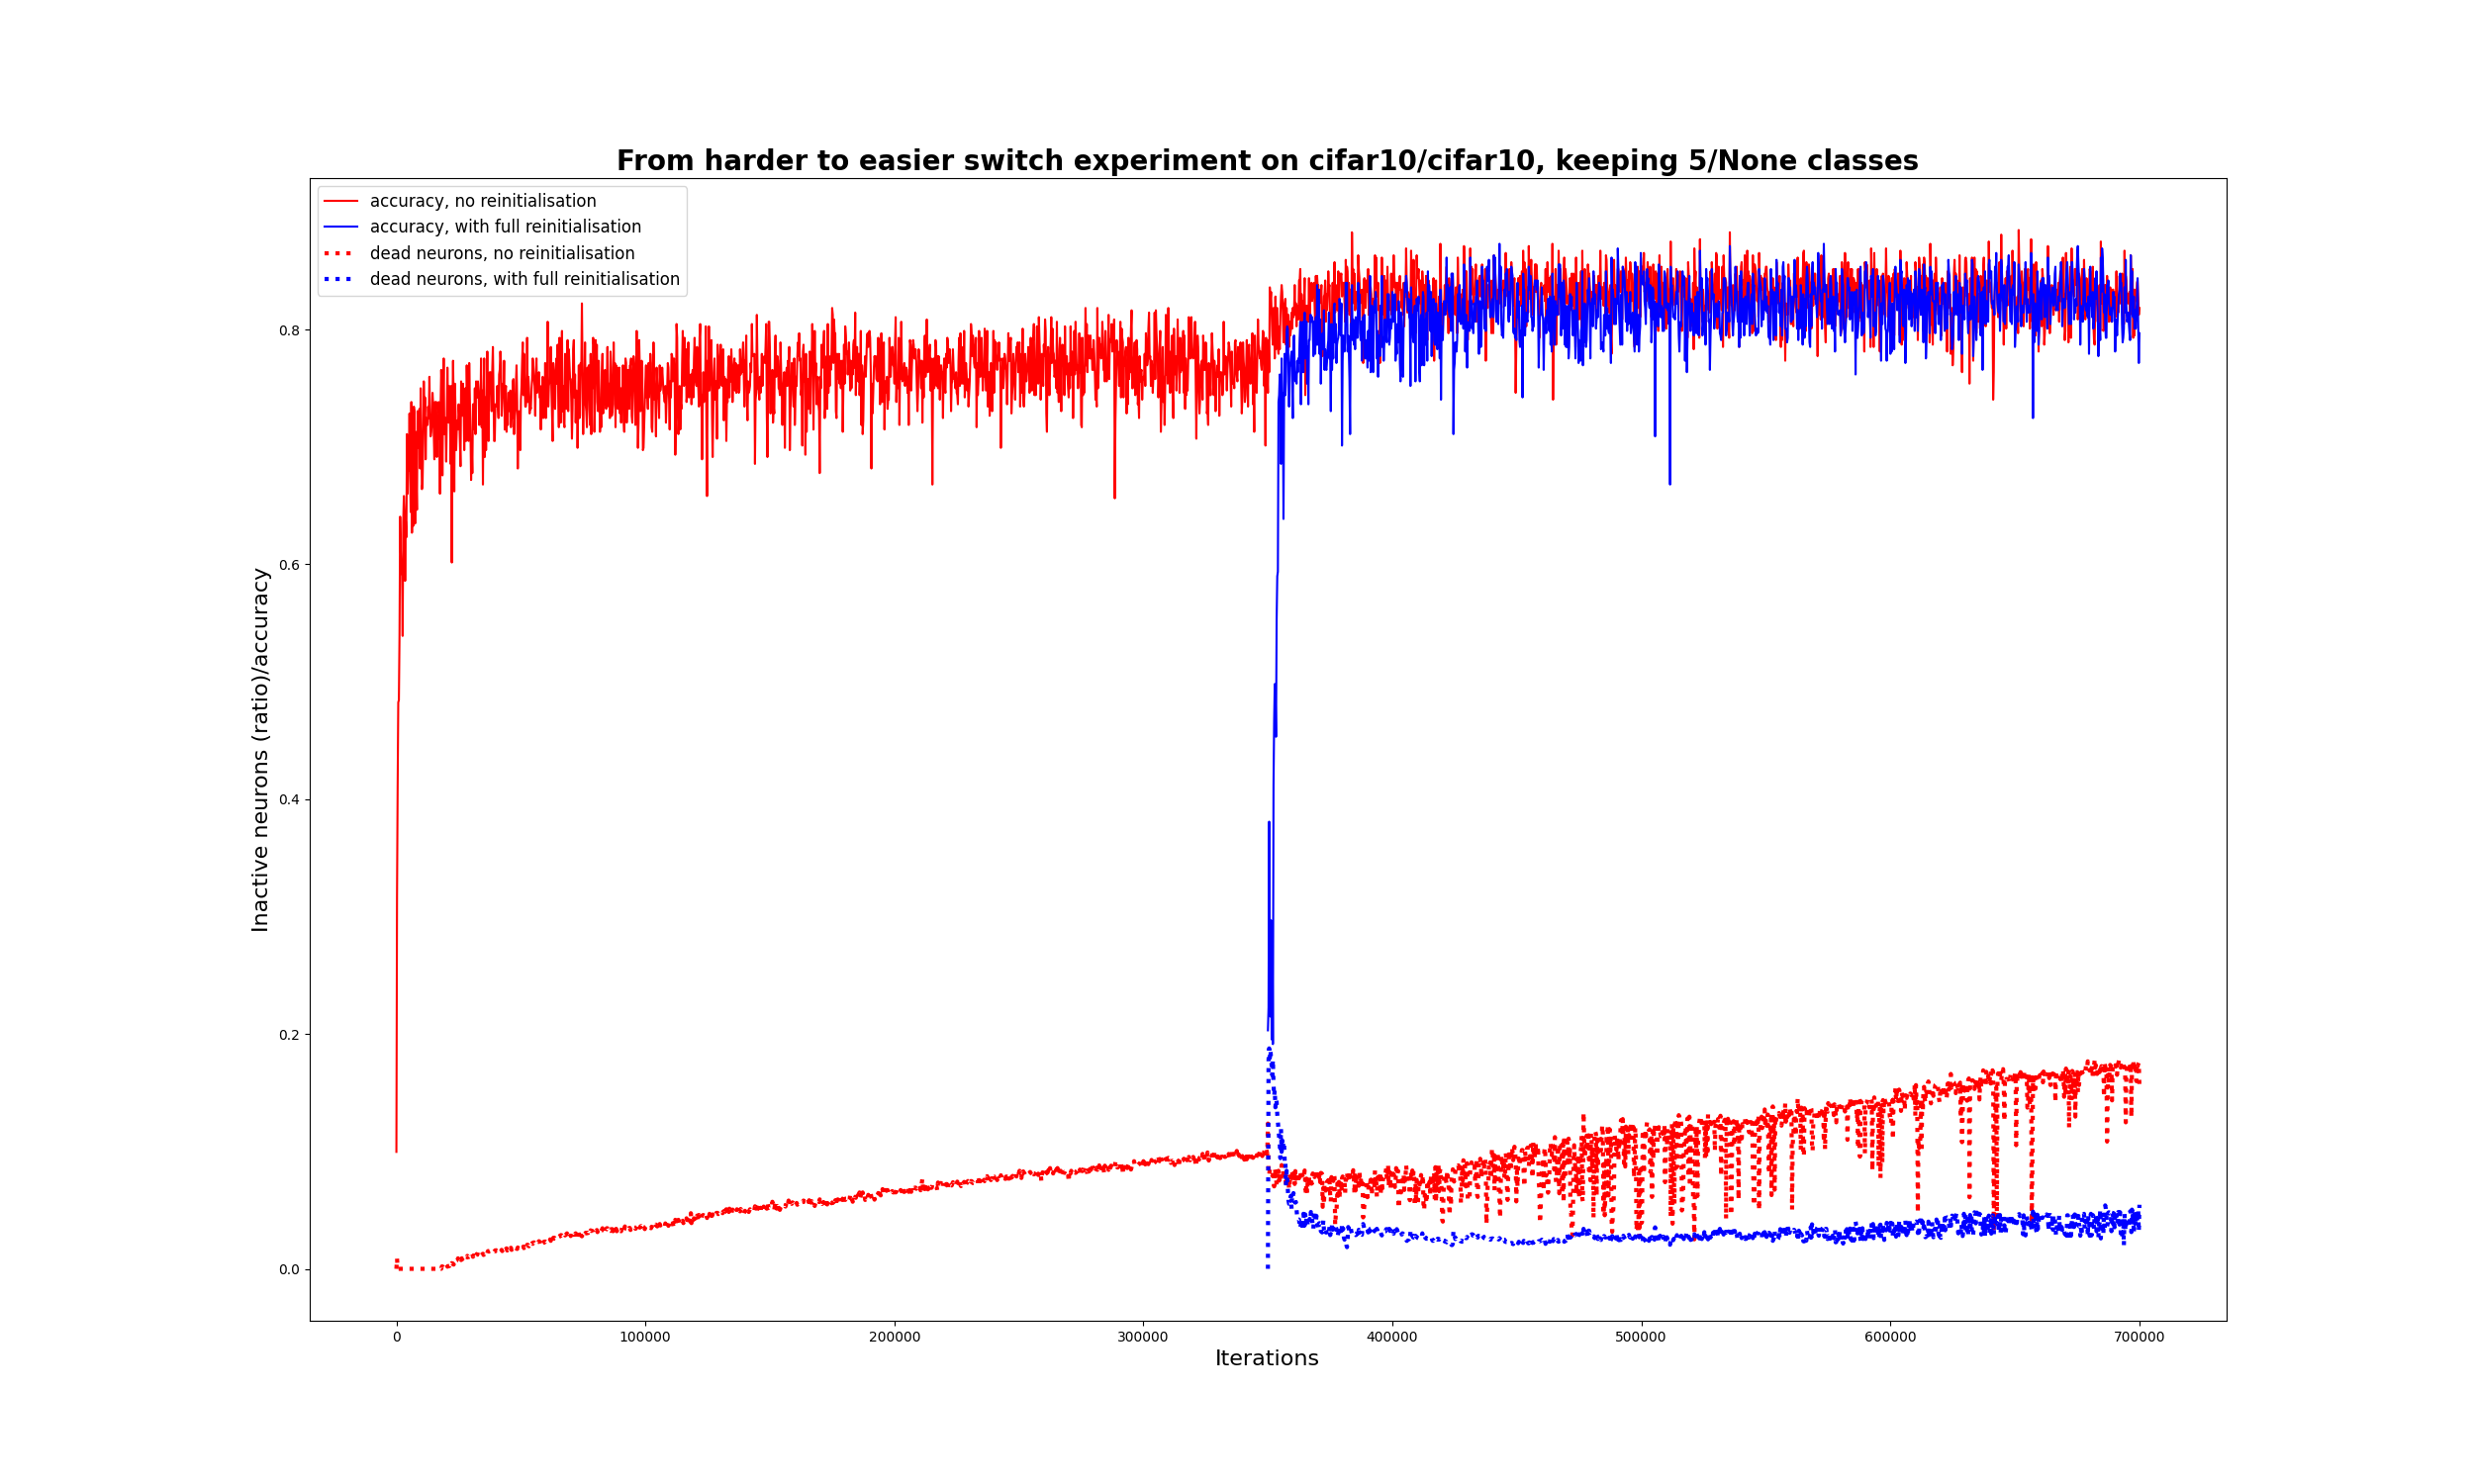 From harder to easier switch experiment on cifar10/cifar10, keeping 5/None classes
accuracy, no reinitialisation
accuracy, with full reinitialisation
dead neurons, no reinitialisation
dead neurons, with full reinitialisation
Inactive neurons (ratio)/accuracy
0.8
0.6
0.4
0.2
0.0
0 100000 200000 300000 400000 500000 600000 700000
Iterations